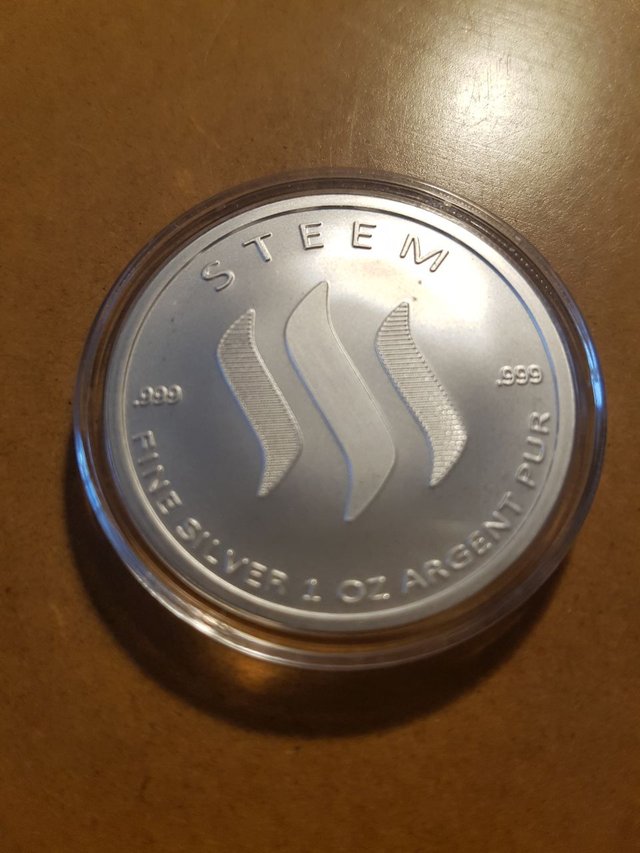 STEEM
.999
.999
FINE SILVER 1 OZ. ARGENT PUR